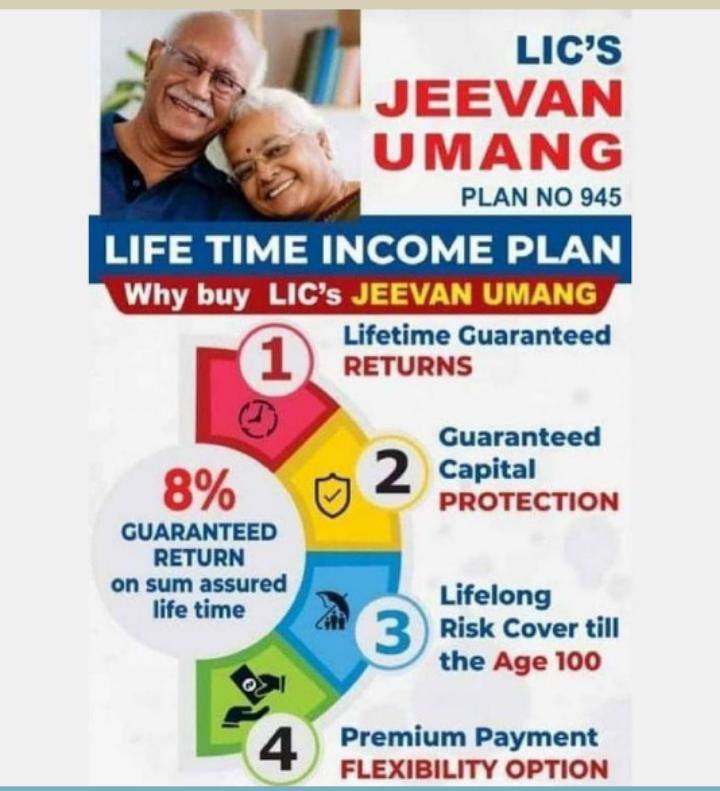 LIC'S
JEEVAN
UMANG
PLAN NO 945
LIFE TIME INCOME PLAN
Why buy LIC's JEEVAN UMANG
1
Lifetime Guaranteed
RETURNS
2
Guaranteed
Capital
PROTECTION
8%
GUARANTEED
RETURN
on sum assured
life time
3
Lifelong
Risk Cover till
the Age 100
4
Premium Payment
FLEXIBILITY OPTION